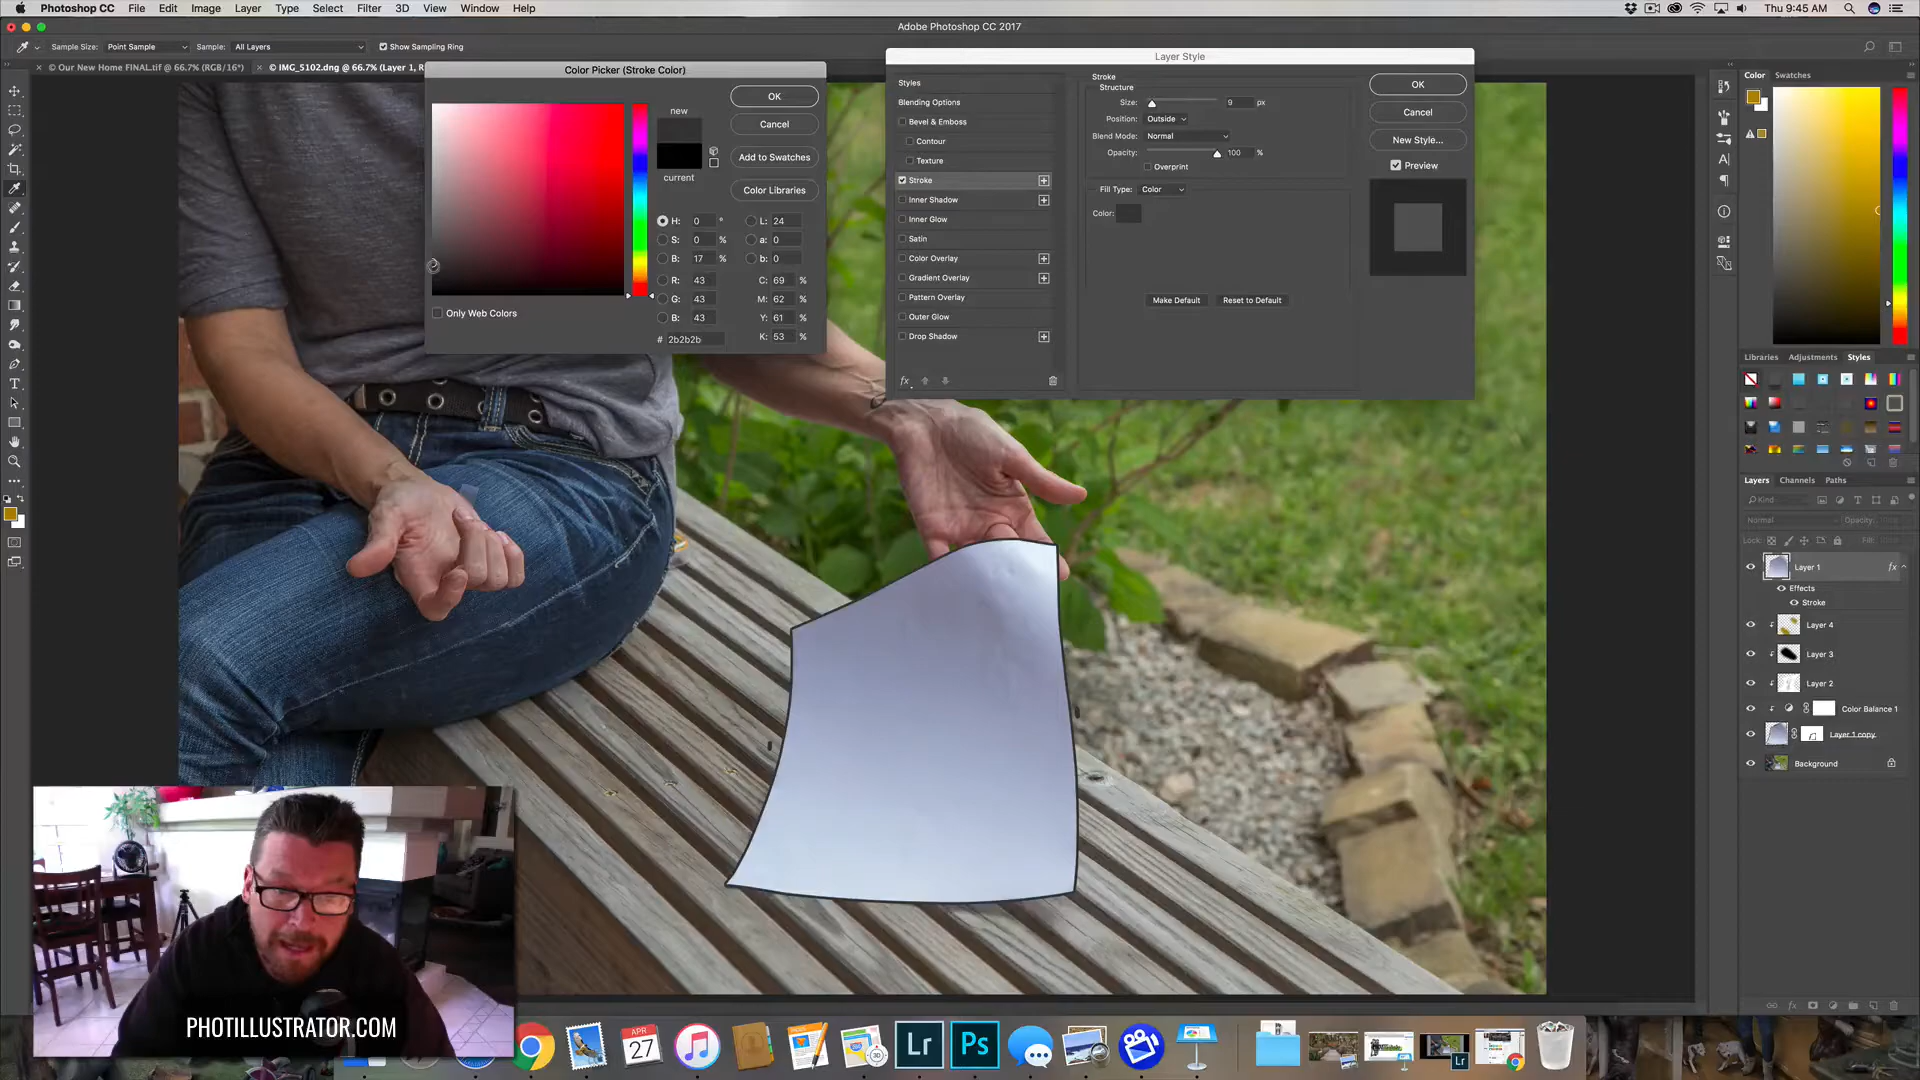 Photoshop CC File Edit Image Layer Type Select Filter 3D View Window Help
Thu 9:45 AM
Adobe Photoshop CC 2017
Sample Size: Point Sample Sample: All Layers Show Sampling Ring
© Our New Home FINAL.tif @ 66.7% (RGB/16*)
© IMG_5102.dng @ 66.7% (Layer 1, R
Color Picker (Stroke Color)
new
current
OK
Cancel
Add to Swatches
Color Libraries
H: 0 °
S: 0 %
B: 17 %
R: 43
G: 43
B: 43
# 2b2b2b
L: 24
a: 0
b: 0
C: 69 %
M: 62 %
Y: 61 %
K: 53 %
Only Web Colors
Layer Style
Styles
Blending Options
Bevel & Emboss
Contour
Texture
Stroke
Inner Shadow
Inner Glow
Satin
Color Overlay
Gradient Overlay
Pattern Overlay
Outer Glow
Drop Shadow
fx
Stroke
Structure
Size: 9 px
Position: Outside
Blend Mode: Normal
Opacity: 100 %
Overprint
Fill Type: Color
Color:
Make Default
Reset to Default
OK
Cancel
New Style...
Preview
Color Swatches
Libraries Adjustments Styles
Layers Channels Paths
Kind
Normal Opacity:
Lock: Fill:
Layer 1 fx
Effects
Stroke
Layer 4
Layer 3
Layer 2
Color Balance 1
Layer 1 copy
Background
PHOTILLUSTRATOR.COM
APR
27
Lr
Ps